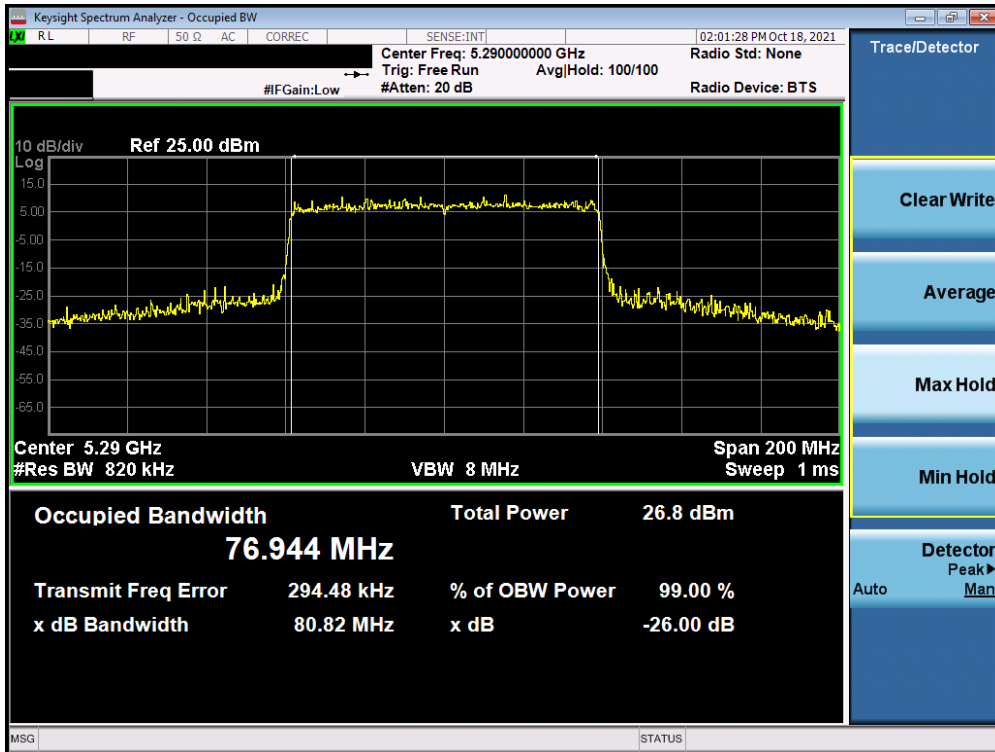 Keysight Spectrum Analyzer - Occupied BW
LXI RL RF 50 Ω AC CORREC SENSE:INT 02:01:28 PM Oct 18, 2021
Center Freq: 5.290000000 GHz Radio Std: None
Trig: Free Run Avg|Hold: 100/100
#IFGain:Low #Atten: 20 dB Radio Device: BTS
10 dB/div Ref 25.00 dBm
Log
15.0
5.00
-5.00
-15.0
-25.0
-35.0
-45.0
-55.0
-65.0
Center 5.29 GHz Span 200 MHz
#Res BW 820 kHz VBW 8 MHz Sweep 1 ms
Occupied Bandwidth Total Power 26.8 dBm
76.944 MHz
Transmit Freq Error 294.48 kHz % of OBW Power 99.00 %
x dB Bandwidth 80.82 MHz x dB -26.00 dB
MSG STATUS
Trace/Detector
Clear Write
Average
Max Hold
Min Hold
Detector
Peak▶
Auto Man